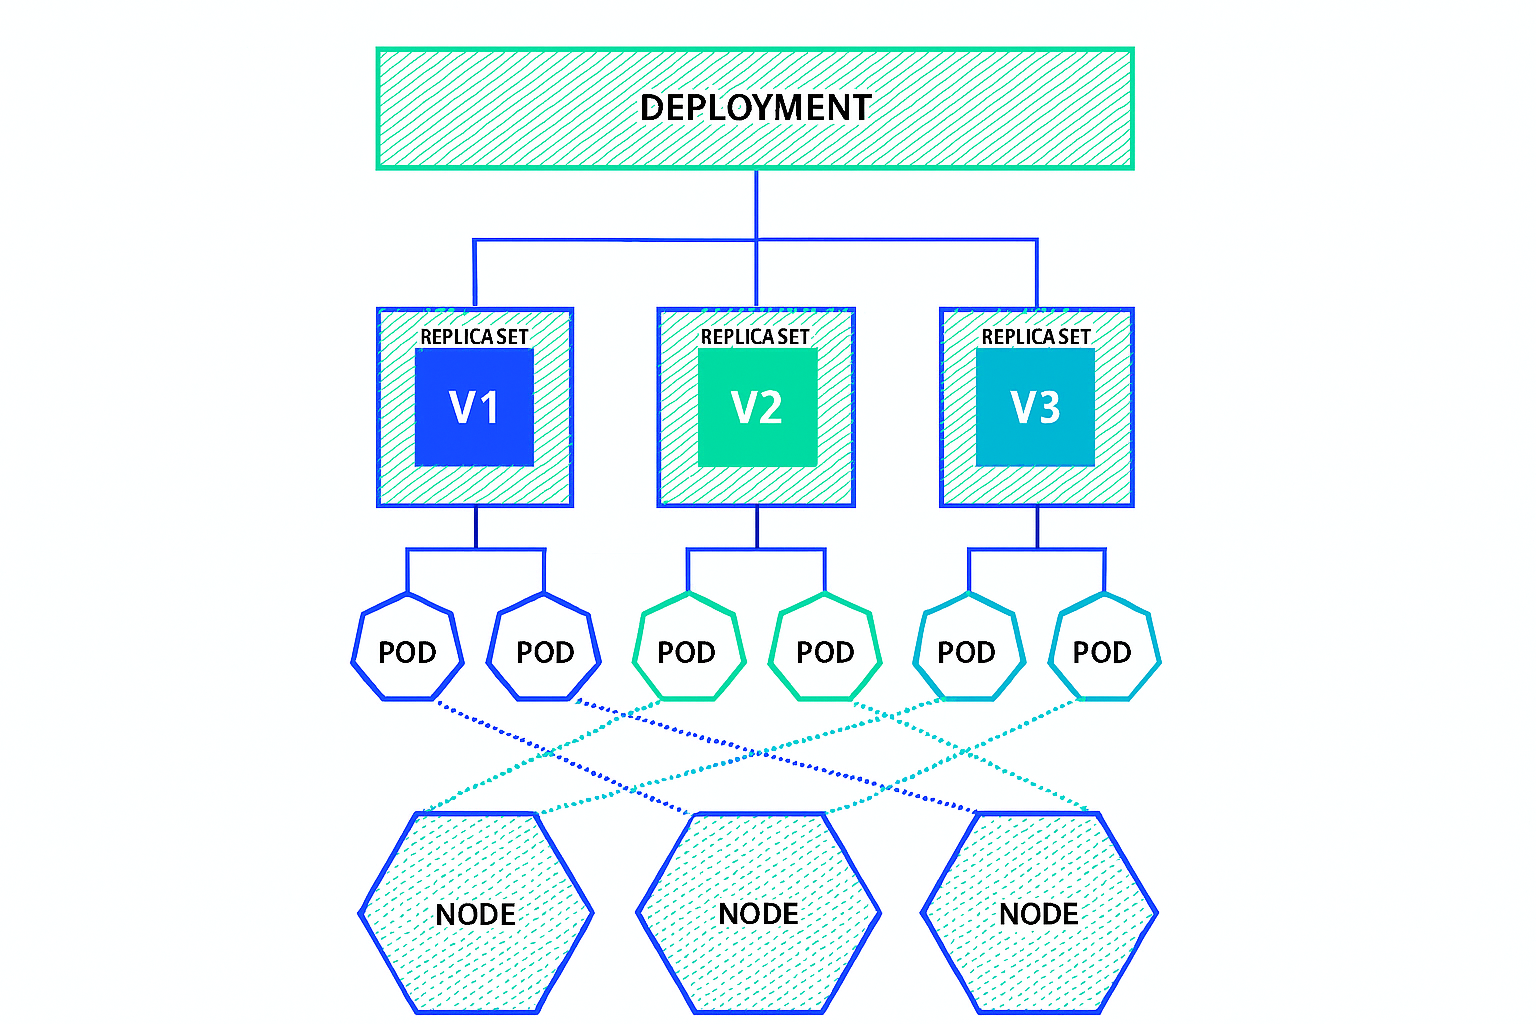 DEPLOYMENT
REPLICA SET
REPLICA SET
REPLICA SET
V1
V2
V3
POD
POD
POD
POD
POD
POD
NODE
NODE
NODE